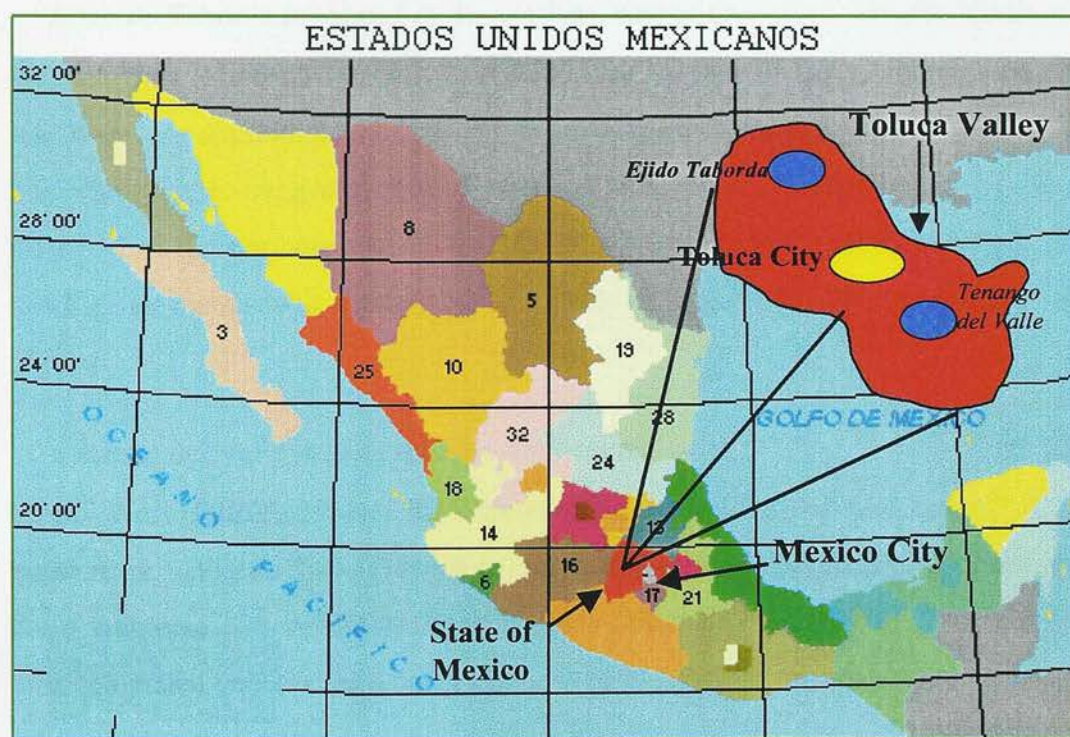 ESTADOS UNIDOS MEXICANOS
32° 00'
Toluca Valley
Ejido Taborda
28° 00'
8
Toluca City
5
Tenango
del Valle
3
19
24° 00'
25
10
28
GOLFO DE MEXICO
32
24
OCEANO PACIFICO
18
20° 00'
13
14
16
Mexico City
6
17
21
State of
Mexico